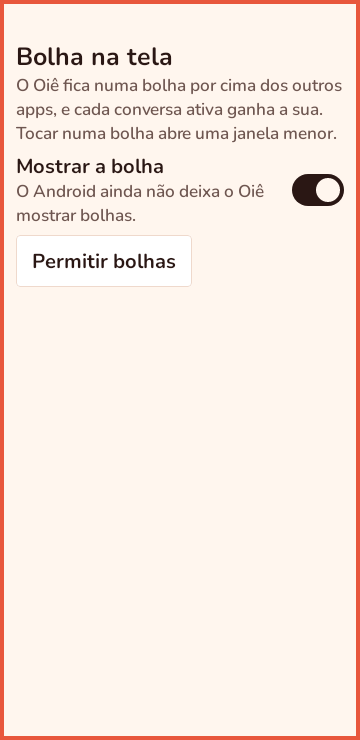 Bolha na tela
O Oiê fica numa bolha por cima dos outros
apps, e cada conversa ativa ganha a sua.
Tocar numa bolha abre uma janela menor.
Mostrar a bolha
O Android ainda não deixa o Oiê
mostrar bolhas.
Permitir bolhas